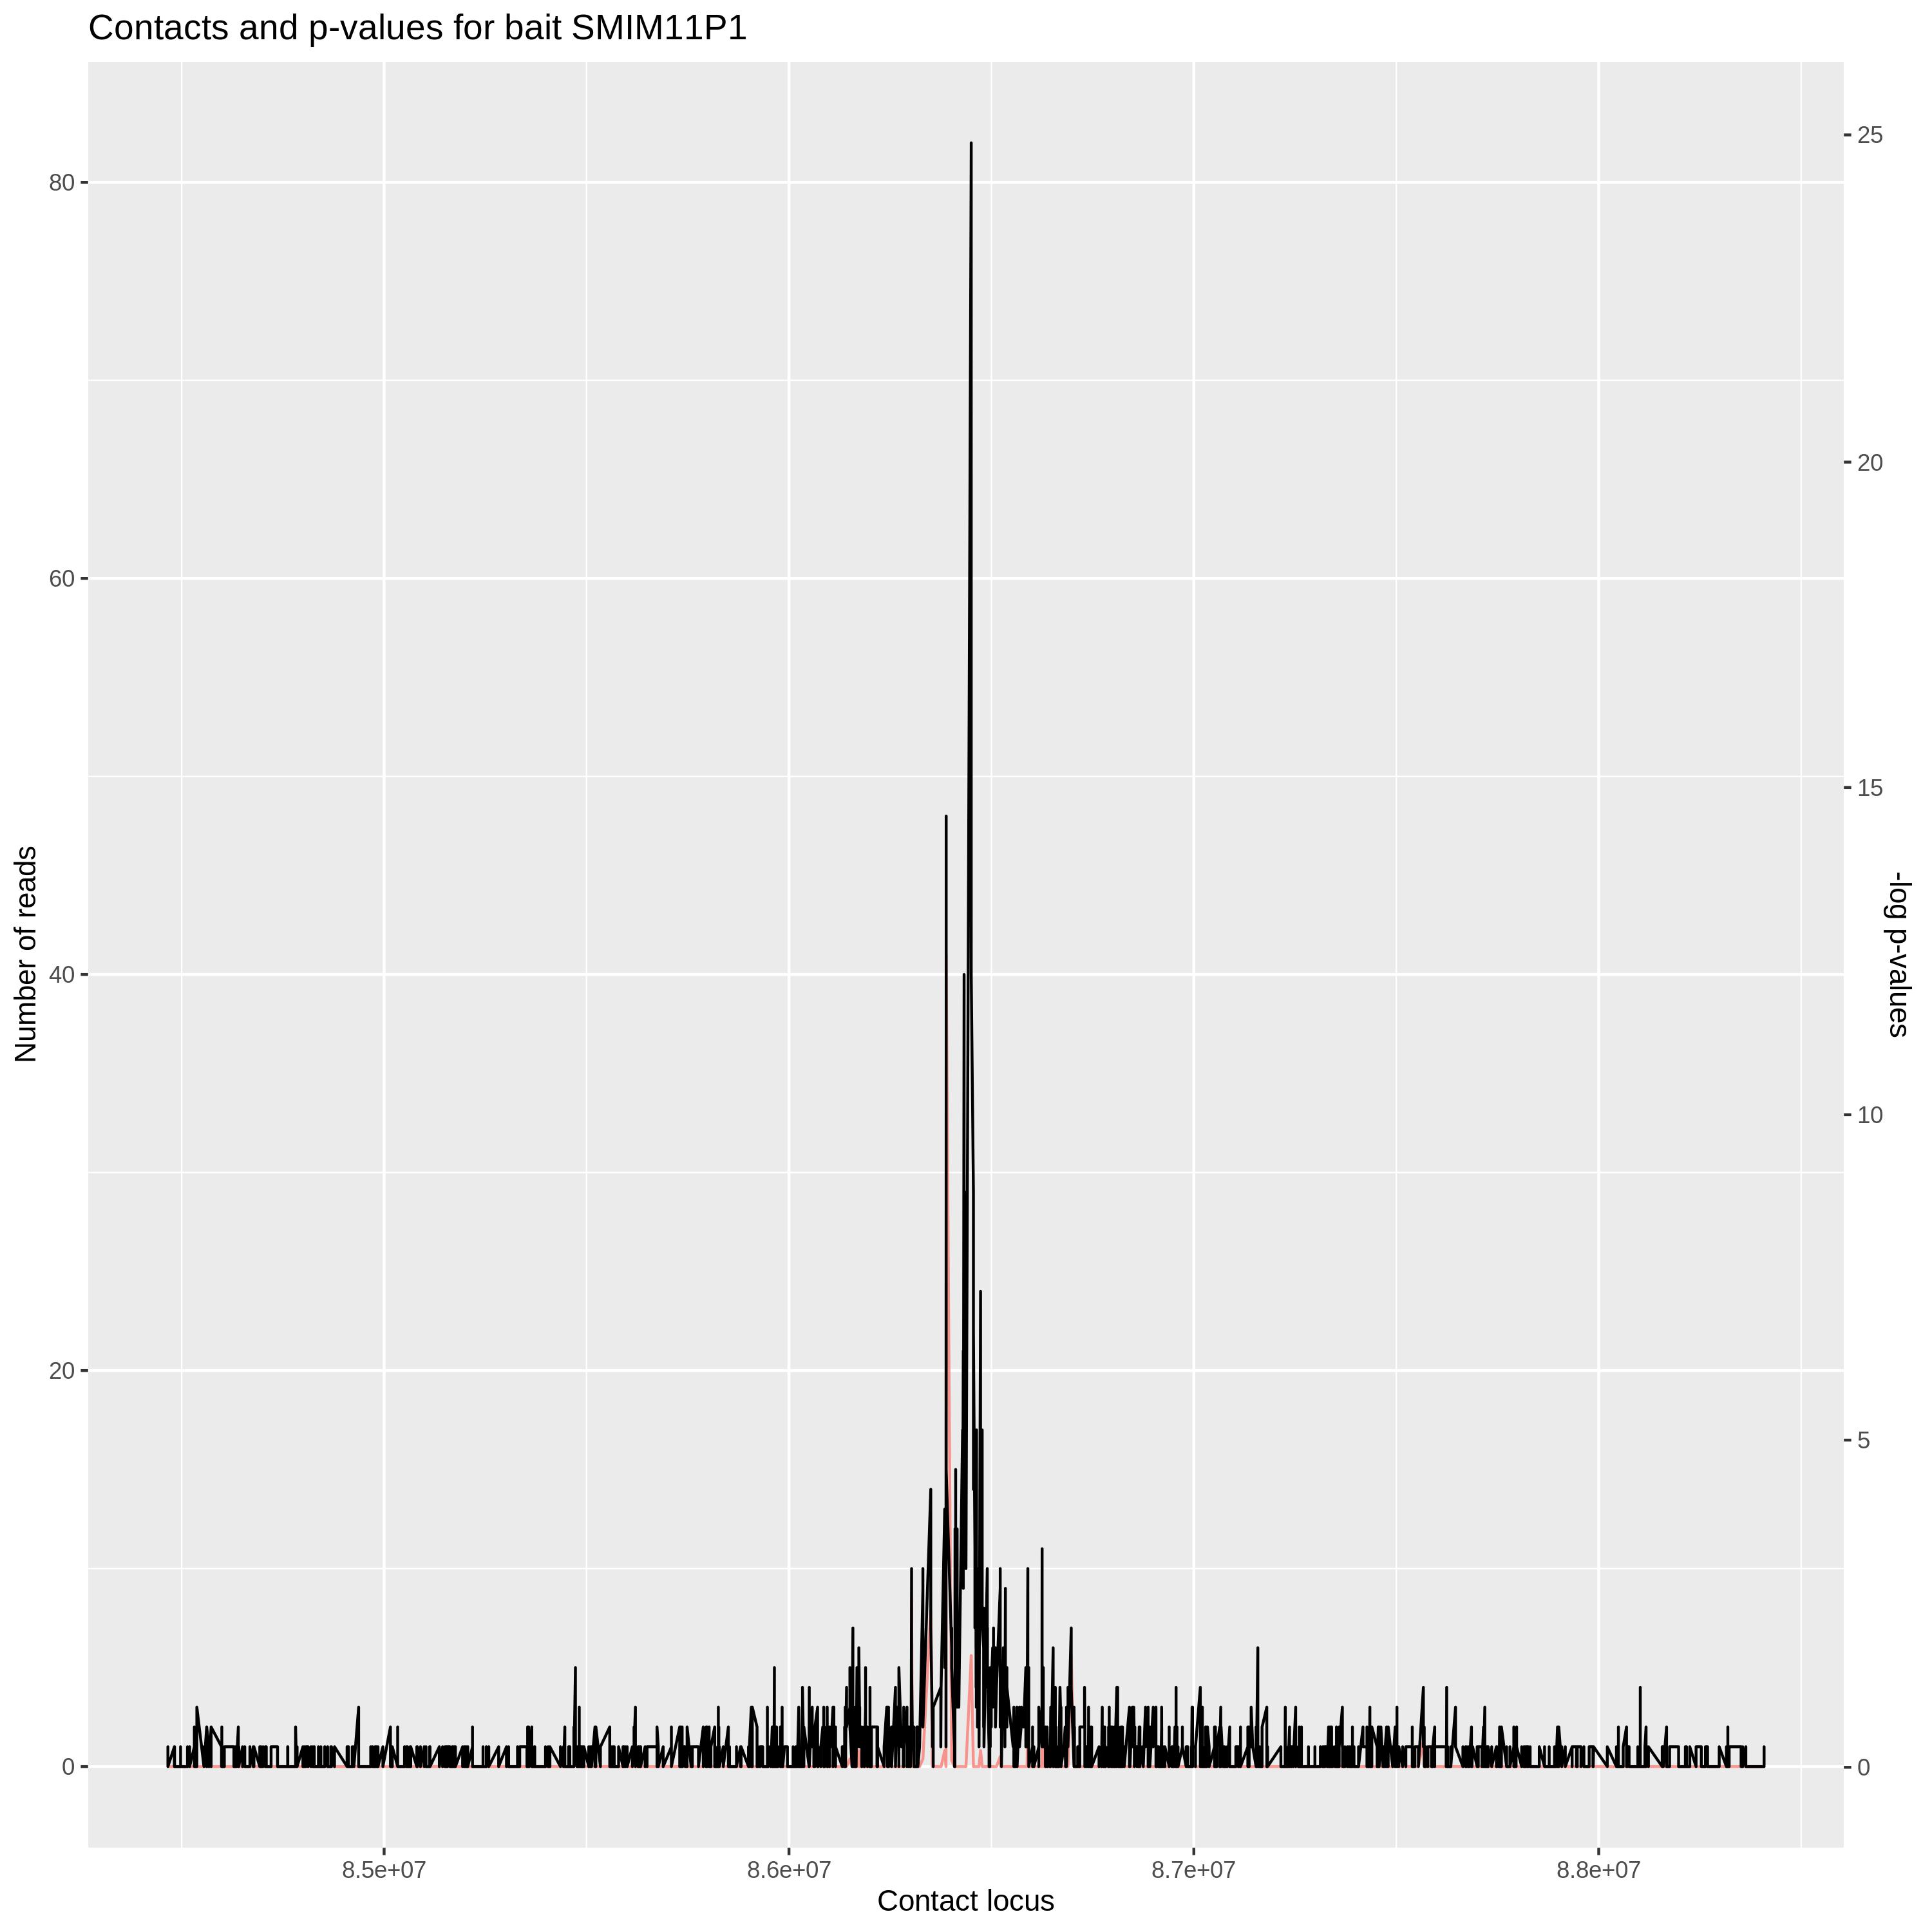 Contacts and p-values for bait SMIM11P1
80
60
40
20
0
Number of reads
25
20
15
10
5
0
-log p-values
8.5e+07
8.6e+07
8.7e+07
8.8e+07
Contact locus